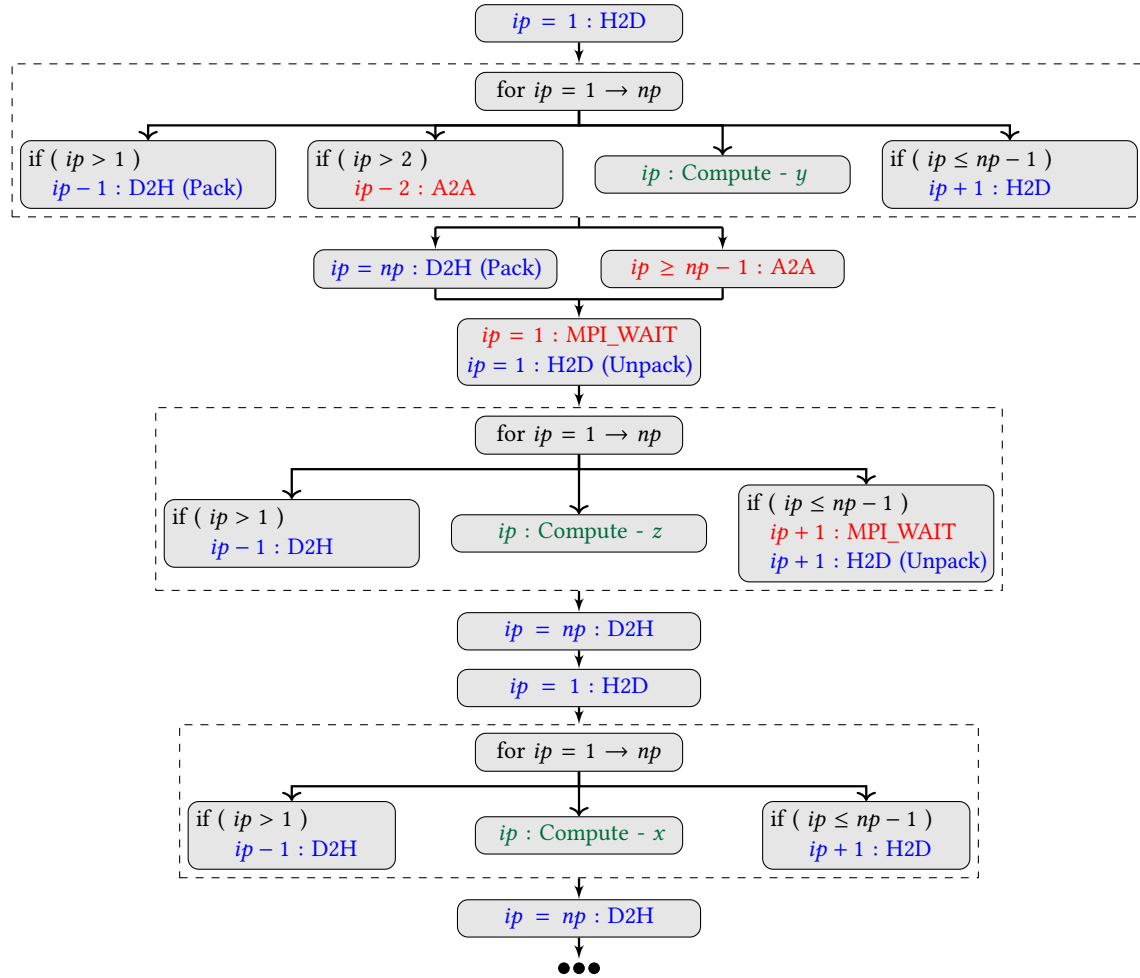 ip = 1 : H2D
for ip = 1 → np
if ( ip > 1 )
ip − 1 : D2H (Pack)
if ( ip > 2 )
ip − 2 : A2A
ip : Compute - y
if ( ip ≤ np − 1 )
ip + 1 : H2D
ip = np : D2H (Pack)
ip ≥ np − 1 : A2A
ip = 1 : MPI_WAIT
ip = 1 : H2D (Unpack)
for ip = 1 → np
if ( ip > 1 )
ip − 1 : D2H
ip : Compute - z
if ( ip ≤ np − 1 )
ip + 1 : MPI_WAIT
ip + 1 : H2D (Unpack)
ip = np : D2H
ip = 1 : H2D
for ip = 1 → np
if ( ip > 1 )
ip − 1 : D2H
ip : Compute - x
if ( ip ≤ np − 1 )
ip + 1 : H2D
ip = np : D2H
•••